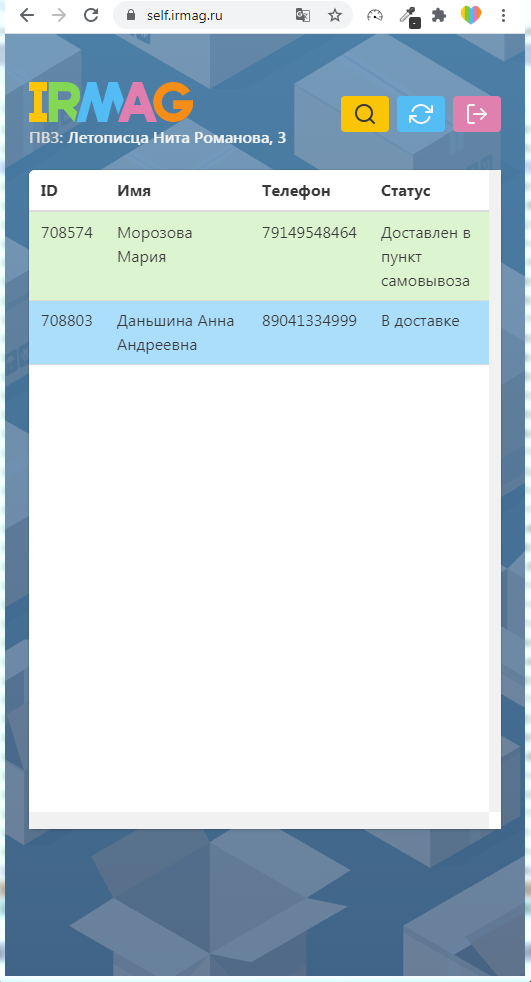 self.irmag.ru
IRMAG
ПВЗ: Летописца Нита Романова, 3
ID Имя Телефон Статус
708574 Морозова Мария 79149548464 Доставлен в пункт самовывоза
708803 Даньшина Анна Андреевна 89041334999 В доставке